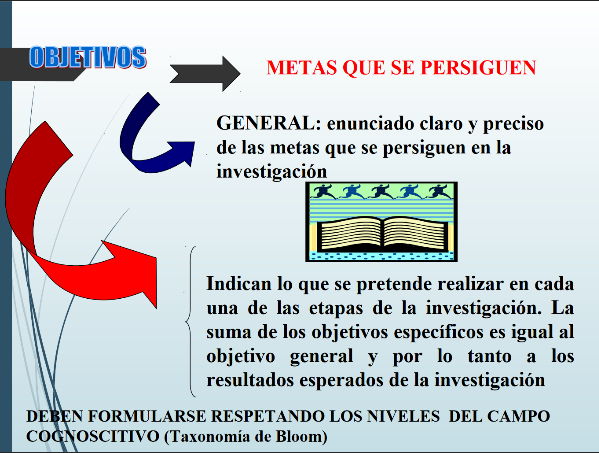 OBJETIVOS
METAS QUE SE PERSIGUEN
GENERAL: enunciado claro y preciso
de las metas que se persiguen en la
investigación
Indican lo que se pretende realizar en cada
una de las etapas de la investigación. La
suma de los objetivos específicos es igual al
objetivo general y por lo tanto a los
resultados esperados de la investigación
DEBEN FORMULARSE RESPETANDO LOS NIVELES DEL CAMPO
COGNOSCITIVO (Taxonomía de Bloom)